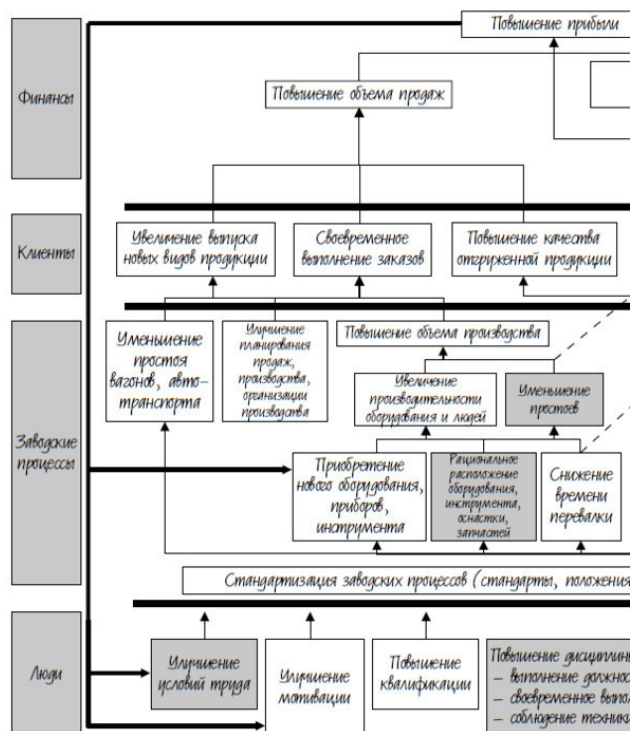 Повышение прибыли
Финансы
Повышение объема продаж
Клиенты
Увеличение выпуска
новых видов продукции
Своевременное
выполнение заказов
Повышение качества
отгруженной продукции
Заводские
процессы
Уменьшение
простоя
вагонов, авто-
транспорта
Улучшение
планирования
продаж,
производства,
организации
производства
Повышение объема производства
Увеличение
производительности
оборудования и людей
Уменьшение
простоев
Приобретение
нового оборудования,
приборов,
инструмента
Рациональное
расположение
оборудования,
инструмента,
оснастки,
запчастей
Снижение
времени
перевалки
Стандартизация заводских процессов (стандарты, положения
Люди
Улучшение
условий труда
Улучшение
мотивации
Повышение
квалификации
Повышение дисциплины
– выполнение должнос
– своевременное выпол
– соблюдение техники